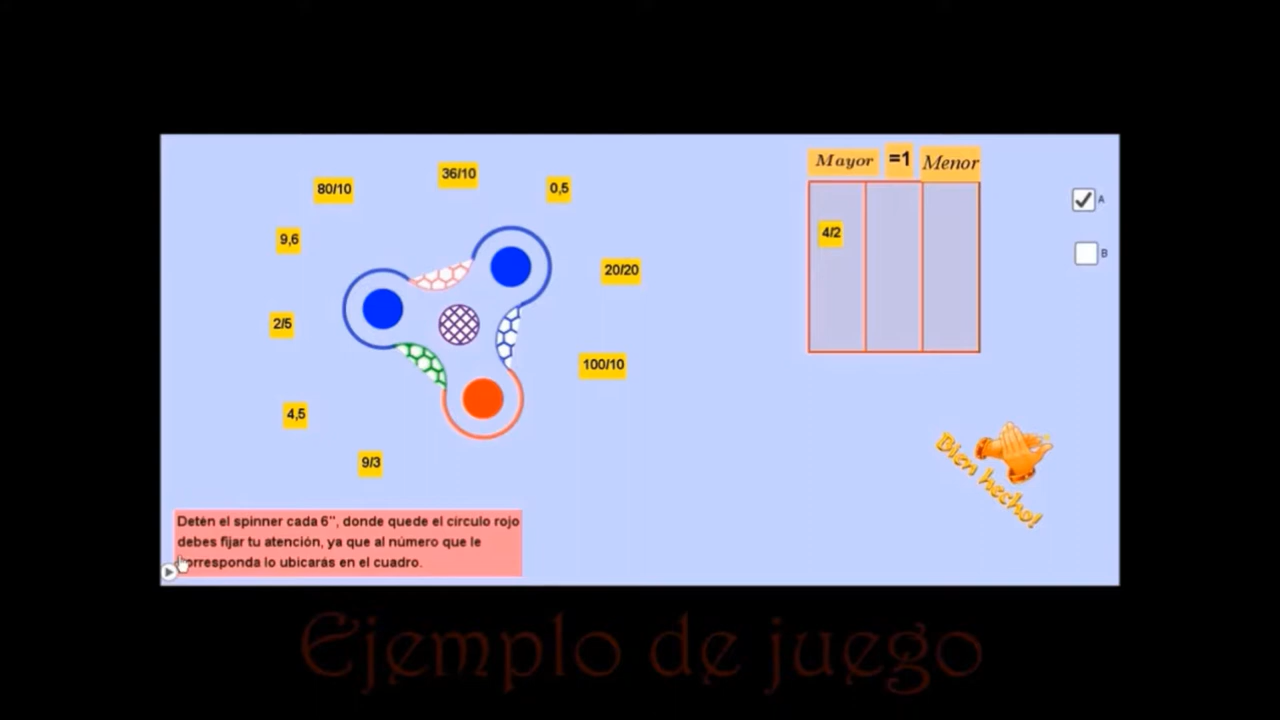 36/10
80/10
0,5
9,6
20/20
2/5
100/10
4,5
9/3
Mayor =1 Menor
4/2
A
B
Bien hecho!
Detén el spinner cada 6'', donde quede el círculo rojo
debes fijar tu atención, ya que al número que le
corresponda lo ubicarás en el cuadro.
Ejemplo de juego